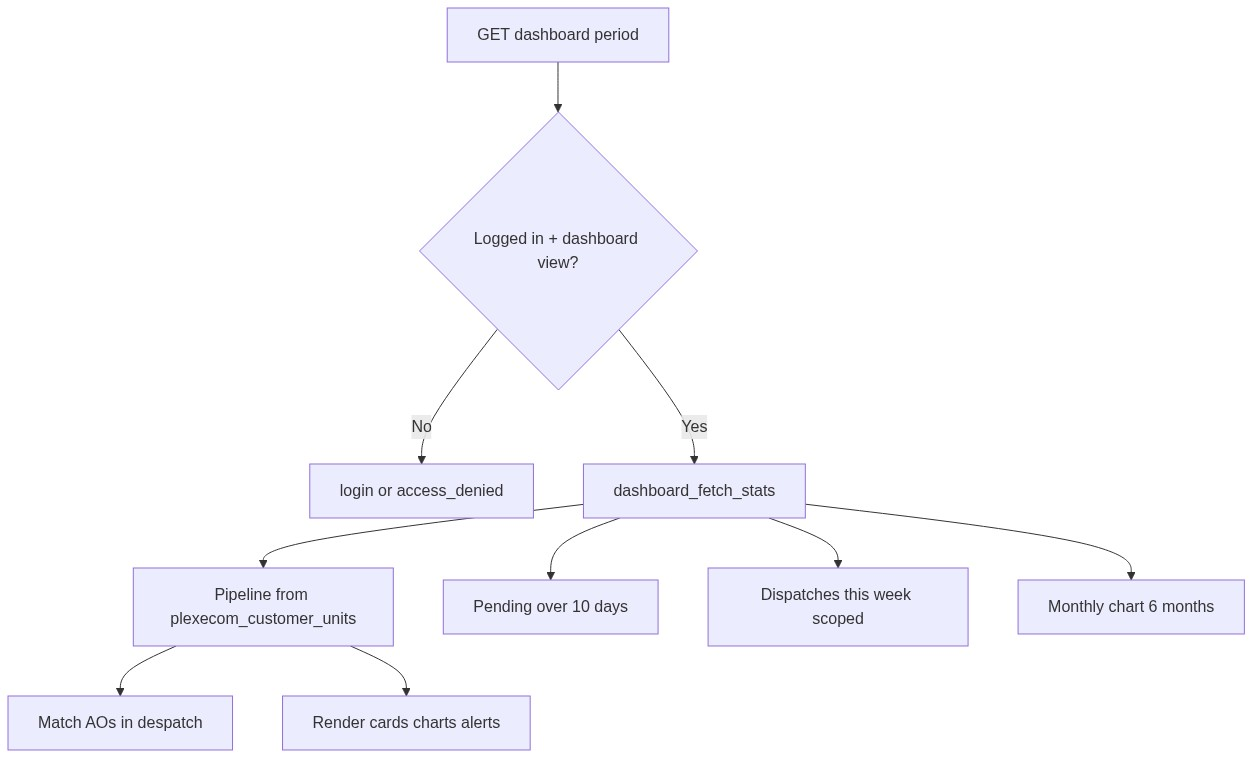 GET dashboard period
Logged in + dashboard
view?
No
Yes
login or access_denied
dashboard_fetch_stats
Pipeline from
plexecom_customer_units
Pending over 10 days
Dispatches this week
scoped
Monthly chart 6 months
Match AOs in despatch
Render cards charts alerts